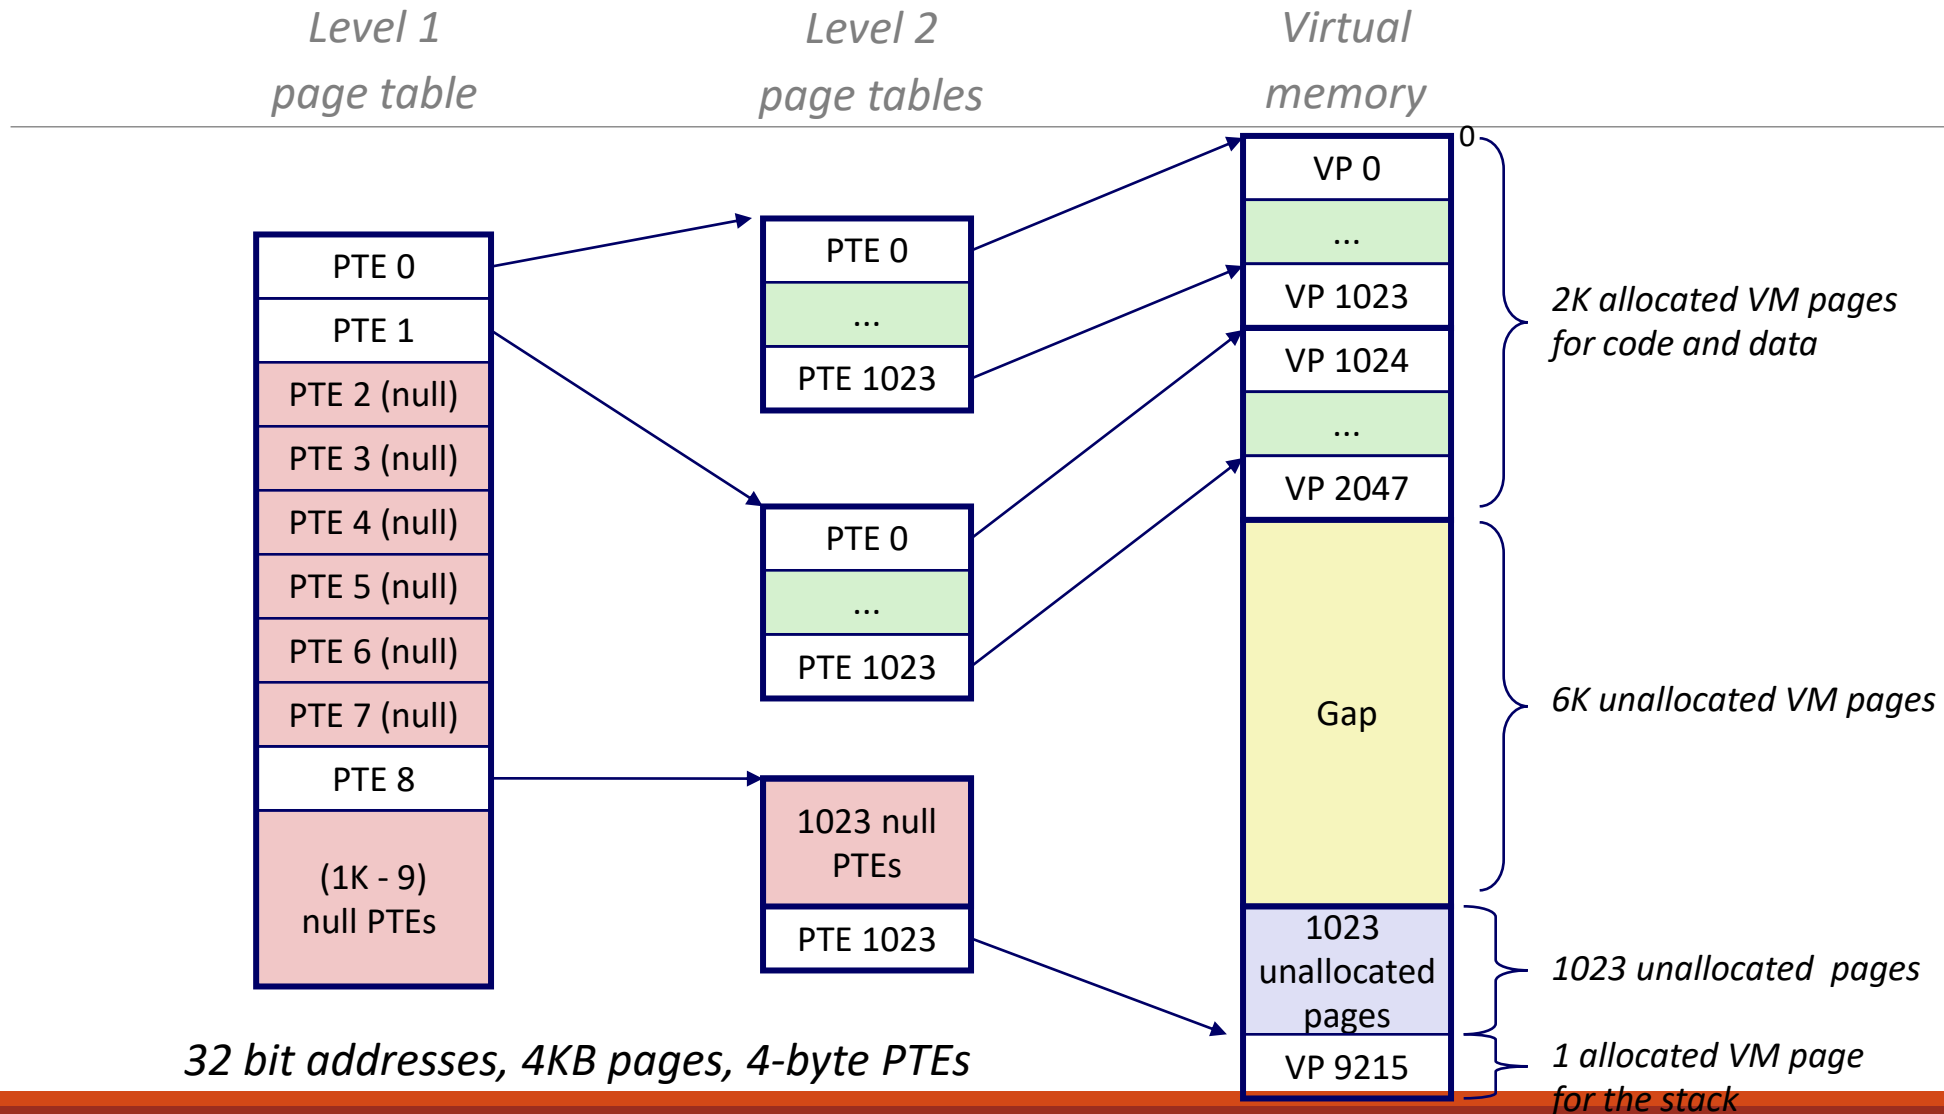 Level 1
page table
Level 2
page tables
Virtual
memory
PTE 0
PTE 1
PTE 2 (null)
PTE 3 (null)
PTE 4 (null)
PTE 5 (null)
PTE 6 (null)
PTE 7 (null)
PTE 8
(1K - 9)
null PTEs
PTE 0
...
PTE 1023
PTE 0
...
PTE 1023
1023 null
PTEs
PTE 1023
0
VP 0
...
VP 1023
VP 1024
...
VP 2047
Gap
1023
unallocated
pages
VP 9215
2K allocated VM pages
for code and data
6K unallocated VM pages
1023 unallocated pages
1 allocated VM page
for the stack
32 bit addresses, 4KB pages, 4-byte PTEs